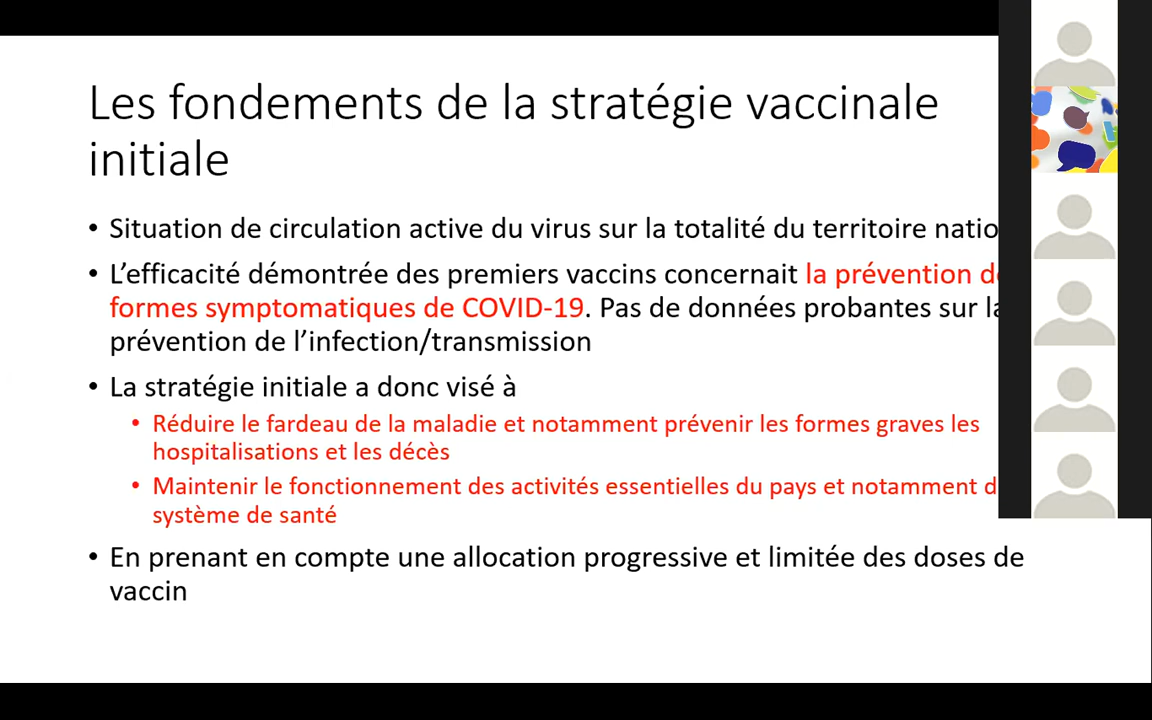 Les fondements de la stratégie vaccinale
initiale
• Situation de circulation active du virus sur la totalité du territoire natio
• L'efficacité démontrée des premiers vaccins concernait la prévention d
formes symptomatiques de COVID-19. Pas de données probantes sur la
prévention de l'infection/transmission
• La stratégie initiale a donc visé à
• Réduire le fardeau de la maladie et notamment prévenir les formes graves les
hospitalisations et les décès
• Maintenir le fonctionnement des activités essentielles du pays et notamment d
système de santé
• En prenant en compte une allocation progressive et limitée des doses de
vaccin